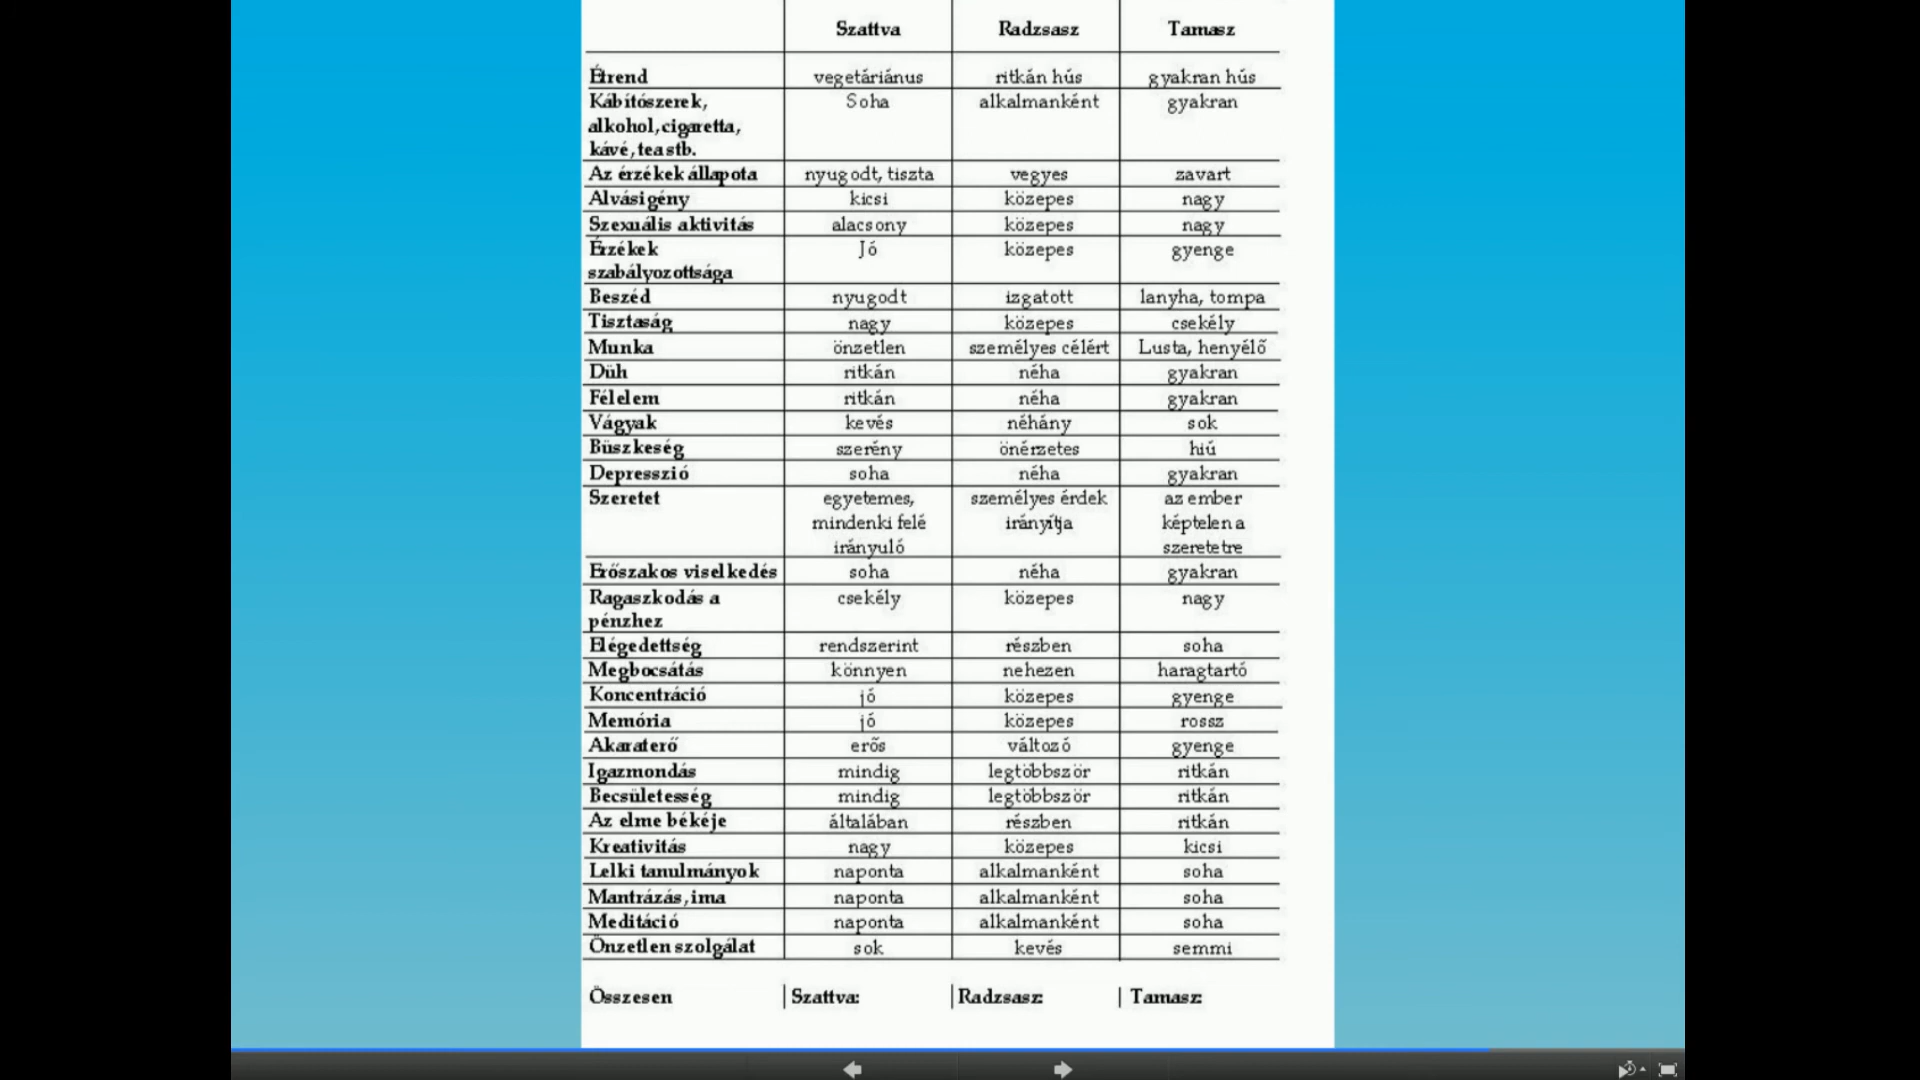 Szattva Radzsasz Tamasz
Étrend vegetáriánus ritkán hús gyakran hús
Kábítószerek, Soha alkalmanként gyakran
alkohol, cigaretta,
kávé, tea stb.
Az érzékek állapota nyugodt, tiszta vegyes zavart
Alvásigény kicsi közepes nagy
Szexuális aktivitás alacsony közepes nagy
Érzékek Jó közepes gyenge
szabályozottsága
Beszéd nyugodt izgatott lanyha, tompa
Tisztaság nagy közepes csekély
Munka önzetlen személyes célért Lusta, henyélő
Düh ritkán néha gyakran
Félelem ritkán néha gyakran
Vágyak kevés néhány sok
Büszkeség szerény önérzetes hiú
Depresszió soha néha gyakran
Szeretet egyetemes, személyes érdek az ember
mindenki felé irányítja képtelen a
irányuló szeretetre
Erőszakos viselkedés soha néha gyakran
Ragaszkodás a csekély közepes nagy
pénzhez
Elégedettség rendszerint részben soha
Megbocsátás könnyen nehezen haragtartó
Koncentráció jó közepes gyenge
Memória jó közepes rossz
Akaraterő erős változó gyenge
Igazmondás mindig legtöbbször ritkán
Becsületesség mindig legtöbbször ritkán
Az elme békéje általában részben ritkán
Kreativitás nagy közepes kicsi
Lelki tanulmányok naponta alkalmanként soha
Mantrázás, ima naponta alkalmanként soha
Meditáció naponta alkalmanként soha
Önzetlen szolgálat sok kevés semmi
Összesen Szattva: Radzsasz: Tamasz: